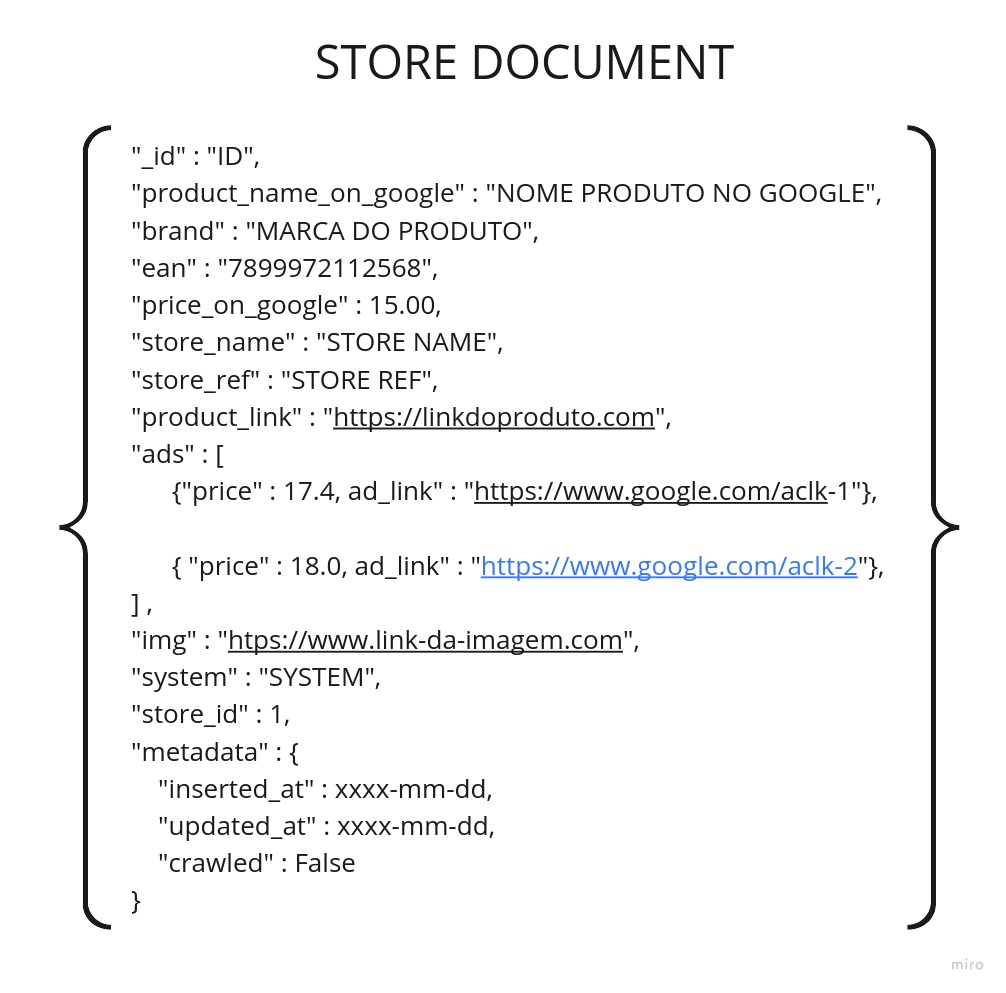 STORE DOCUMENT
"_id" : "ID",
"product_name_on_google" : "NOME PRODUTO NO GOOGLE",
"brand" : "MARCA DO PRODUTO",
"ean" : "7899972112568",
"price_on_google" : 15.00,
"store_name" : "STORE NAME",
"store_ref" : "STORE REF",
"product_link" : "https://linkdoproduto.com",
"ads" : [
{"price" : 17.4, ad_link" : "https://www.google.com/aclk-1"},
{ "price" : 18.0, ad_link" : "https://www.google.com/aclk-2"},
] ,
"img" : "htps://www.link-da-imagem.com",
"system" : "SYSTEM",
"store_id" : 1,
"metadata" : {
"inserted_at" : xxxx-mm-dd,
"updated_at" : xxxx-mm-dd,
"crawled" : False
}
miro